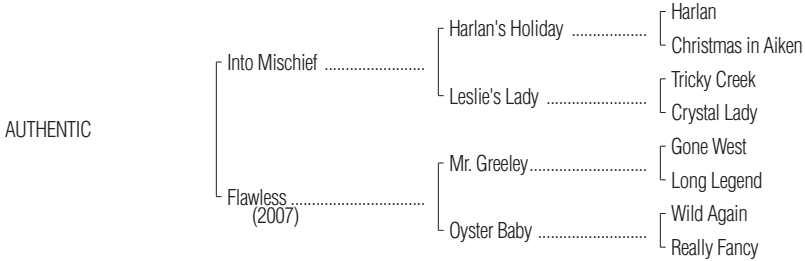 Harlan
Harlan's Holiday ..................
Christmas in Aiken
Into Mischief ........................
Tricky Creek
Leslie's Lady ........................
Crystal Lady
AUTHENTIC
Gone West
Mr. Greeley............................
Long Legend
Flawless ................................
(2007)
Wild Again
Oyster Baby ..........................
Really Fancy